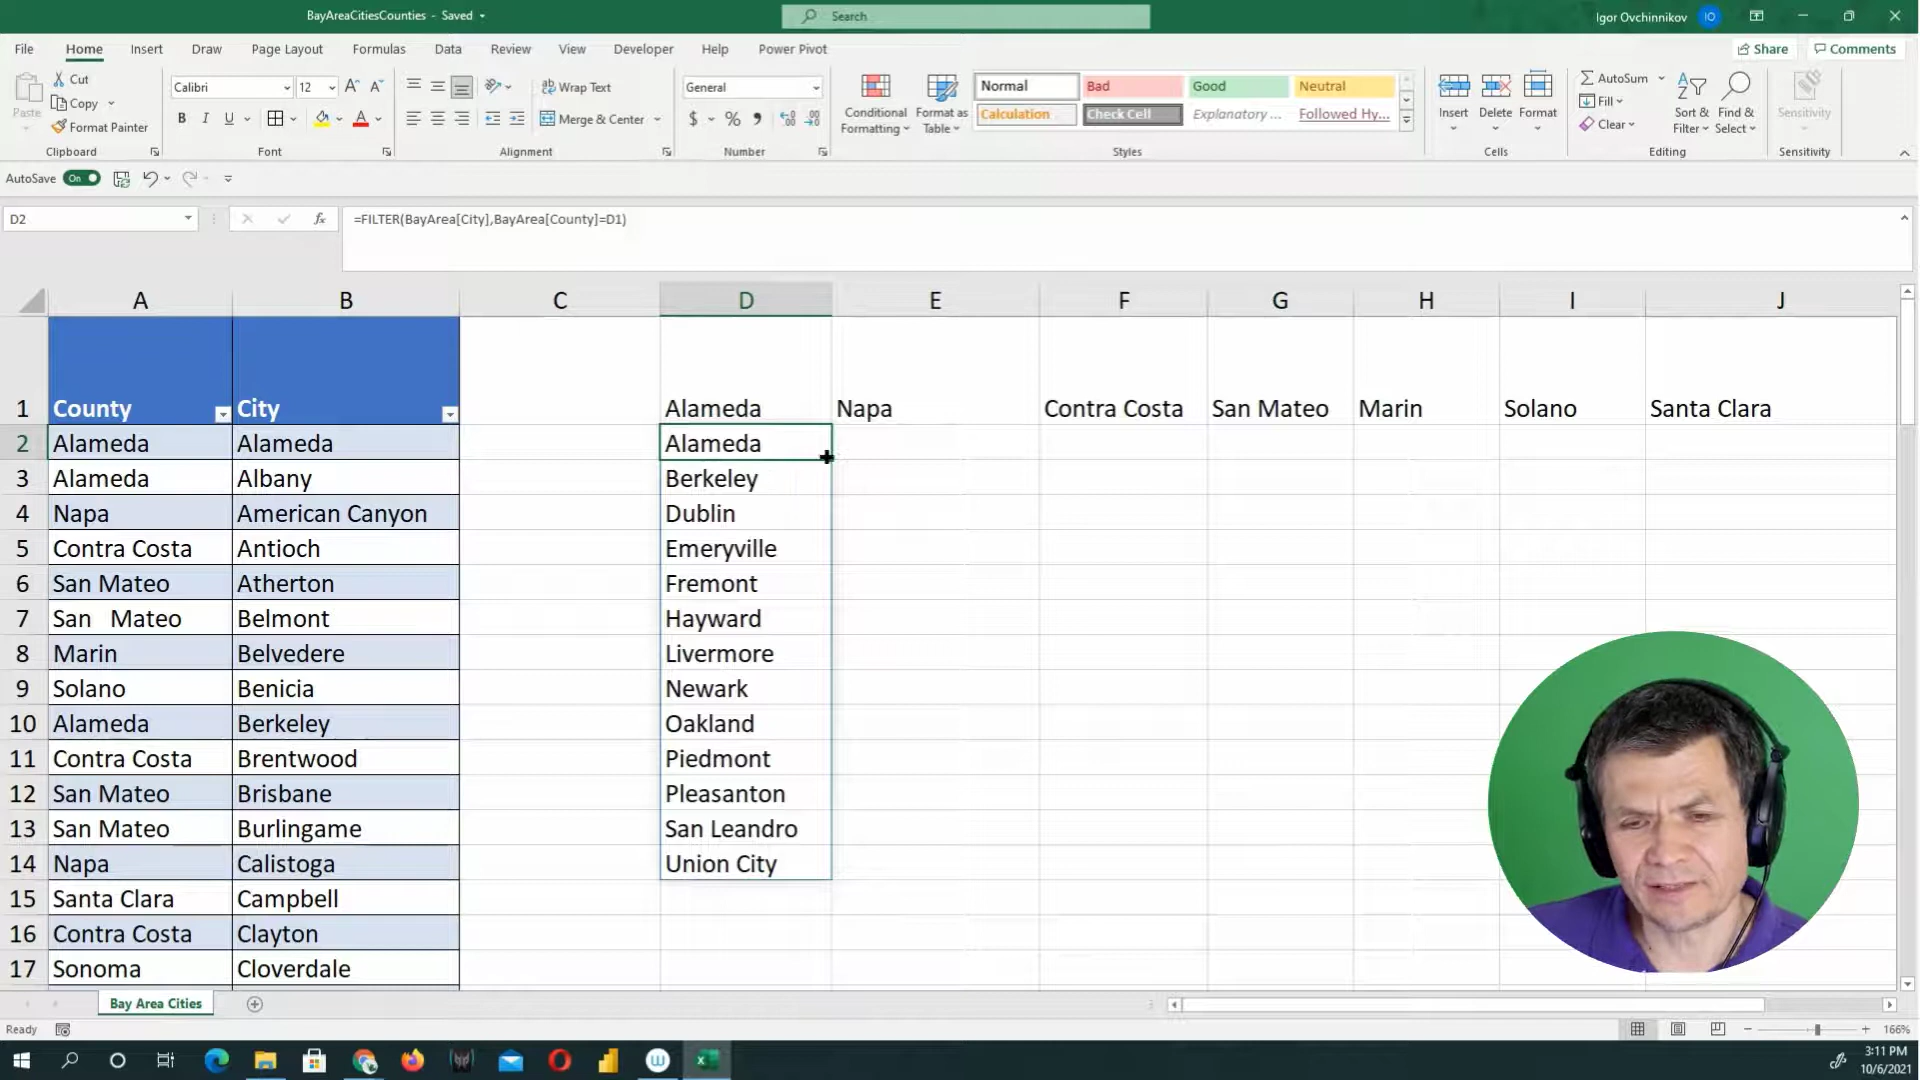 BayAreaCitiesCounties - Saved
Search
Igor Ovchinnikov
IO
File Home Insert Draw Page Layout Formulas Data Review View Developer Help Power Pivot
Share Comments
Paste
Cut
Copy
Format Painter
Clipboard
Calibri 12
B I U
Font
Wrap Text
Merge & Center
Alignment
General
$ %
Number
Conditional Formatting
Format as Table
Normal Bad Good Neutral
Calculation Check Cell Explanatory ... Followed Hy...
Styles
Insert Delete Format
Cells
AutoSum
Fill
Clear
Sort & Filter
Find & Select
Editing
Sensitivity
Sensitivity
AutoSave On
D2
fx
=FILTER(BayArea[City],BayArea[County]=D1)
A B C D E F G H I J
1 County City Alameda Napa Contra Costa San Mateo Marin Solano Santa Clara
2 Alameda Alameda Alameda
3 Alameda Albany Berkeley
4 Napa American Canyon Dublin
5 Contra Costa Antioch Emeryville
6 San Mateo Atherton Fremont
7 San   Mateo Belmont Hayward
8 Marin Belvedere Livermore
9 Solano Benicia Newark
10 Alameda Berkeley Oakland
11 Contra Costa Brentwood Piedmont
12 San Mateo Brisbane Pleasanton
13 San Mateo Burlingame San Leandro
14 Napa Calistoga Union City
15 Santa Clara Campbell
16 Contra Costa Clayton
17 Sonoma Cloverdale
Bay Area Cities
Ready
166%
3:11 PM
10/6/2021